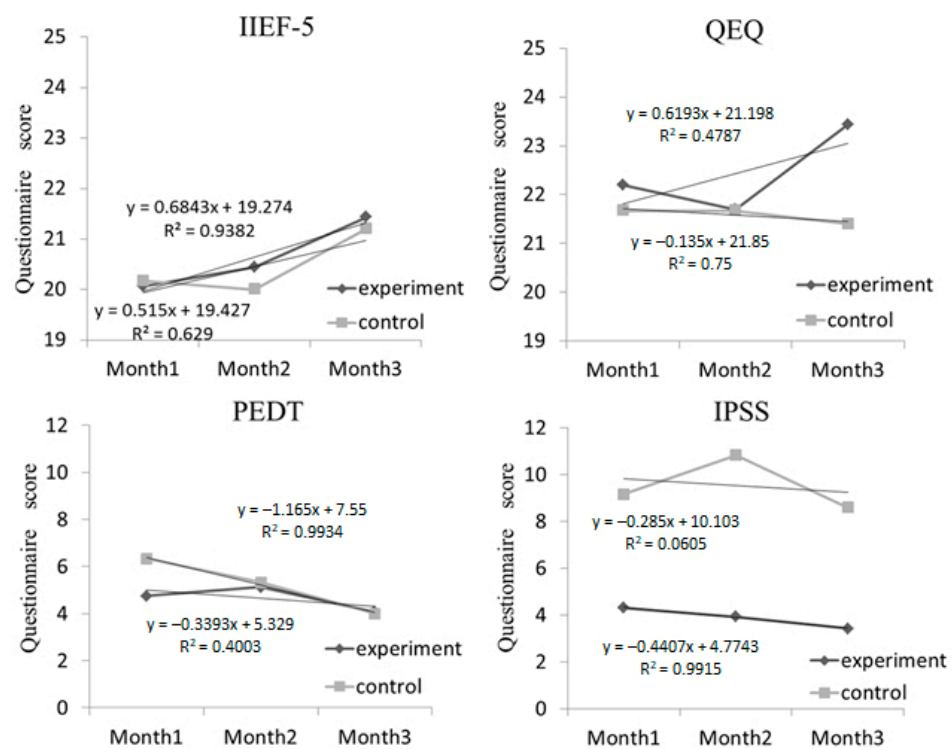 IIEF-5
25
24
23
22
21
20
19
Questionnaire score
y = 0.6843x + 19.274
R² = 0.9382
y = 0.515x + 19.427
R² = 0.629
experiment
control
Month1 Month2 Month3
QEQ
25
24
23
22
21
20
19
Questionnaire score
y = 0.6193x + 21.198
R² = 0.4787
y = –0.135x + 21.85
R² = 0.75
experiment
control
Month1 Month2 Month3
PEDT
12
10
8
6
4
2
0
Questionnaire score
y = –1.165x + 7.55
R² = 0.9934
y = –0.3393x + 5.329
R² = 0.4003
experiment
control
Month1 Month2 Month3
IPSS
12
10
8
6
4
2
0
Questionnaire score
y = –0.285x + 10.103
R² = 0.0605
y = –0.4407x + 4.7743
R² = 0.9915
experiment
control
Month1 Month2 Month3